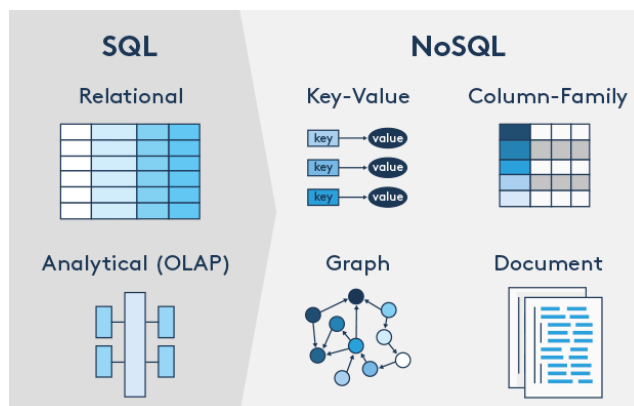 SQL
Relational
Analytical (OLAP)
NoSQL
Key-Value
key value
key value
key value
Column-Family
Graph
Document